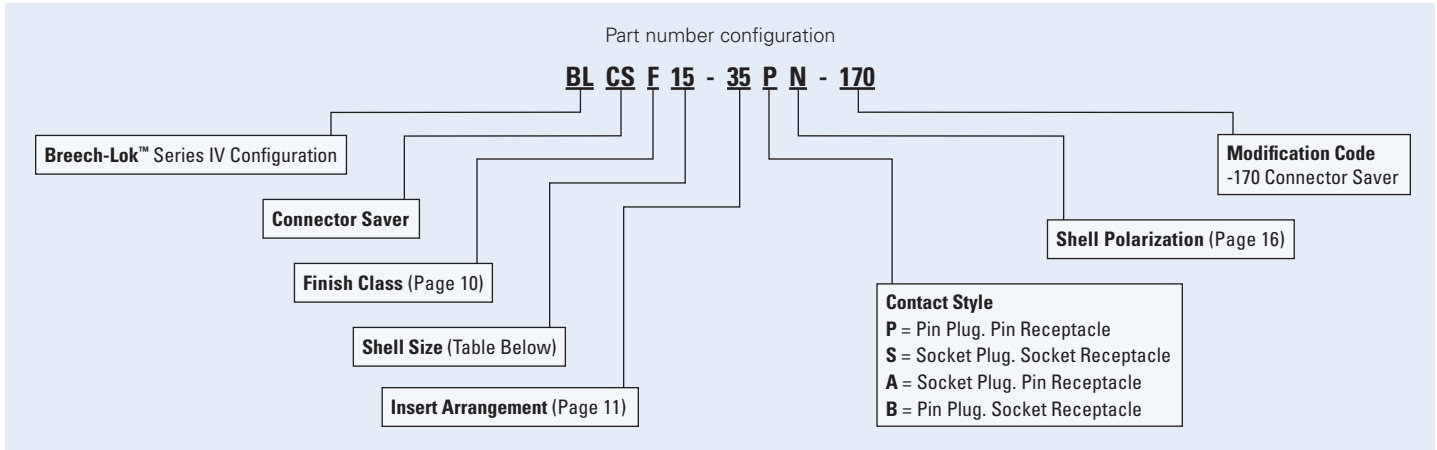 Part number configuration
BL CS F 15 - 35 P N - 170
Breech-Lok™ Series IV Configuration
Connector Saver
Finish Class (Page 10)
Shell Size (Table Below)
Insert Arrangement (Page 11)
Contact Style
P = Pin Plug. Pin Receptacle
S = Socket Plug. Socket Receptacle
A = Socket Plug. Pin Receptacle
B = Pin Plug. Socket Receptacle
Shell Polarization (Page 16)
Modification Code
-170 Connector Saver